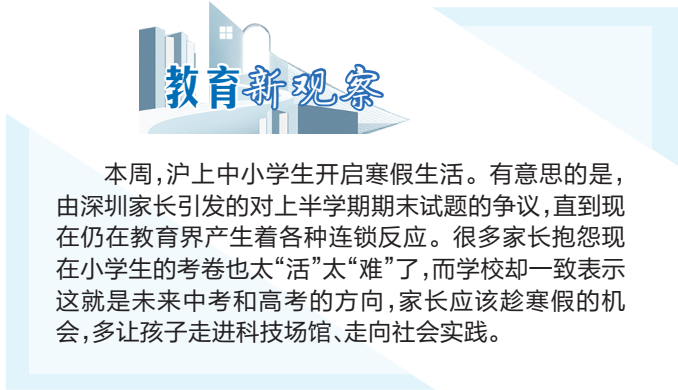 教育新观察
本周,沪上中小学生开启寒假生活。有意思的是,
由深圳家长引发的对上半学期期末试题的争议,直到现
在仍在教育界产生着各种连锁反应。很多家长抱怨现
在小学生的考卷也太“活”太“难”了,而学校却一致表示
这就是未来中考和高考的方向,家长应该趁寒假的机
会,多让孩子走进科技场馆、走向社会实践。